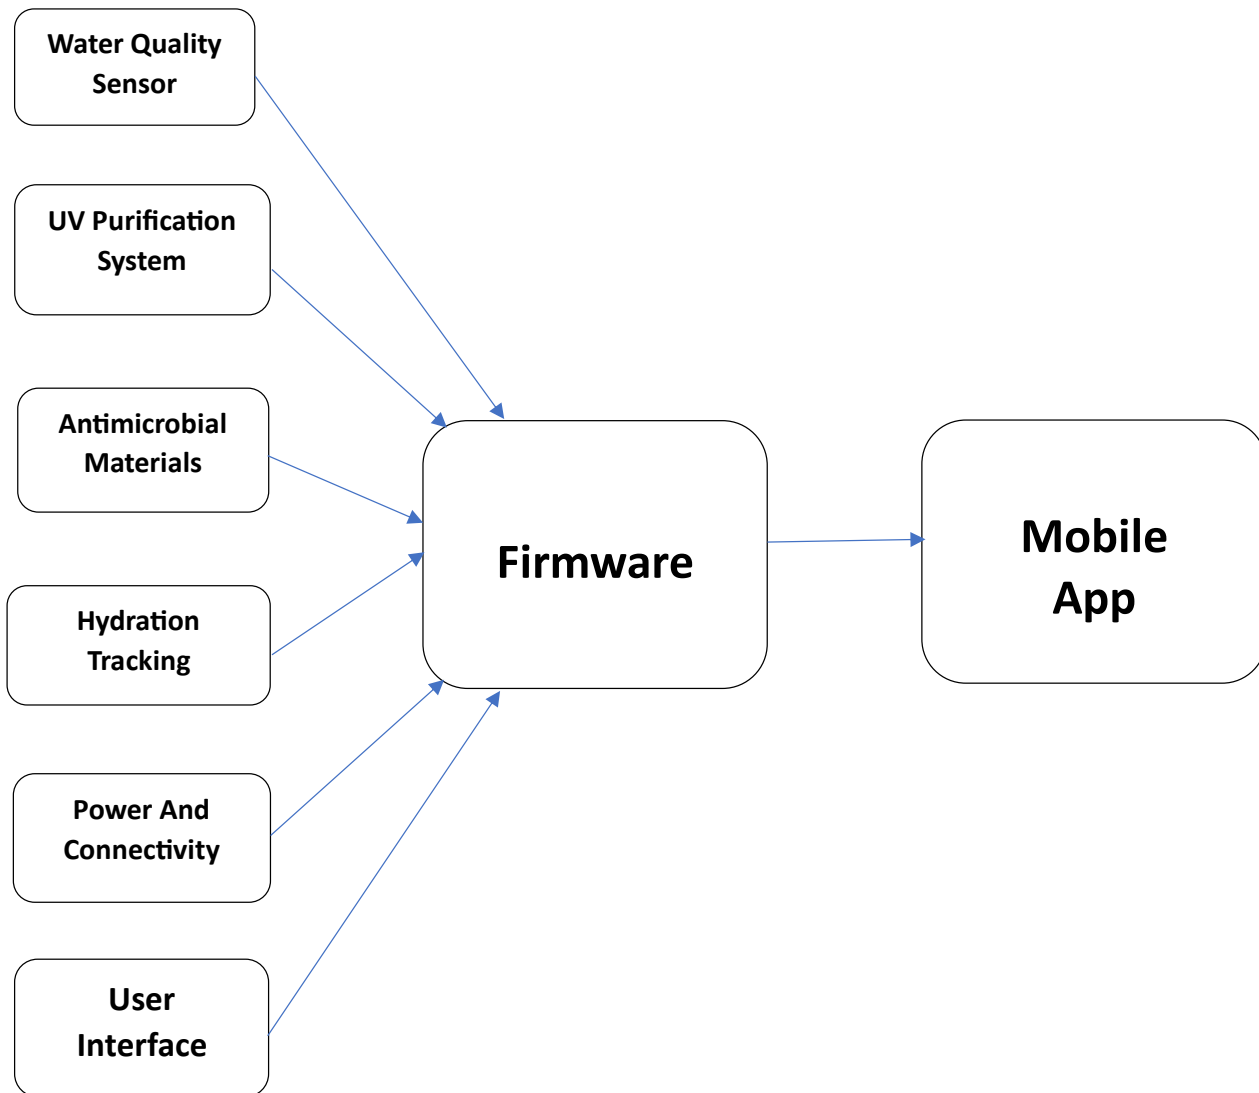 Water Quality
Sensor
UV Purification
System
Antimicrobial
Materials
Hydration
Tracking
Power And
Connectivity
User
Interface
Firmware
Mobile
App